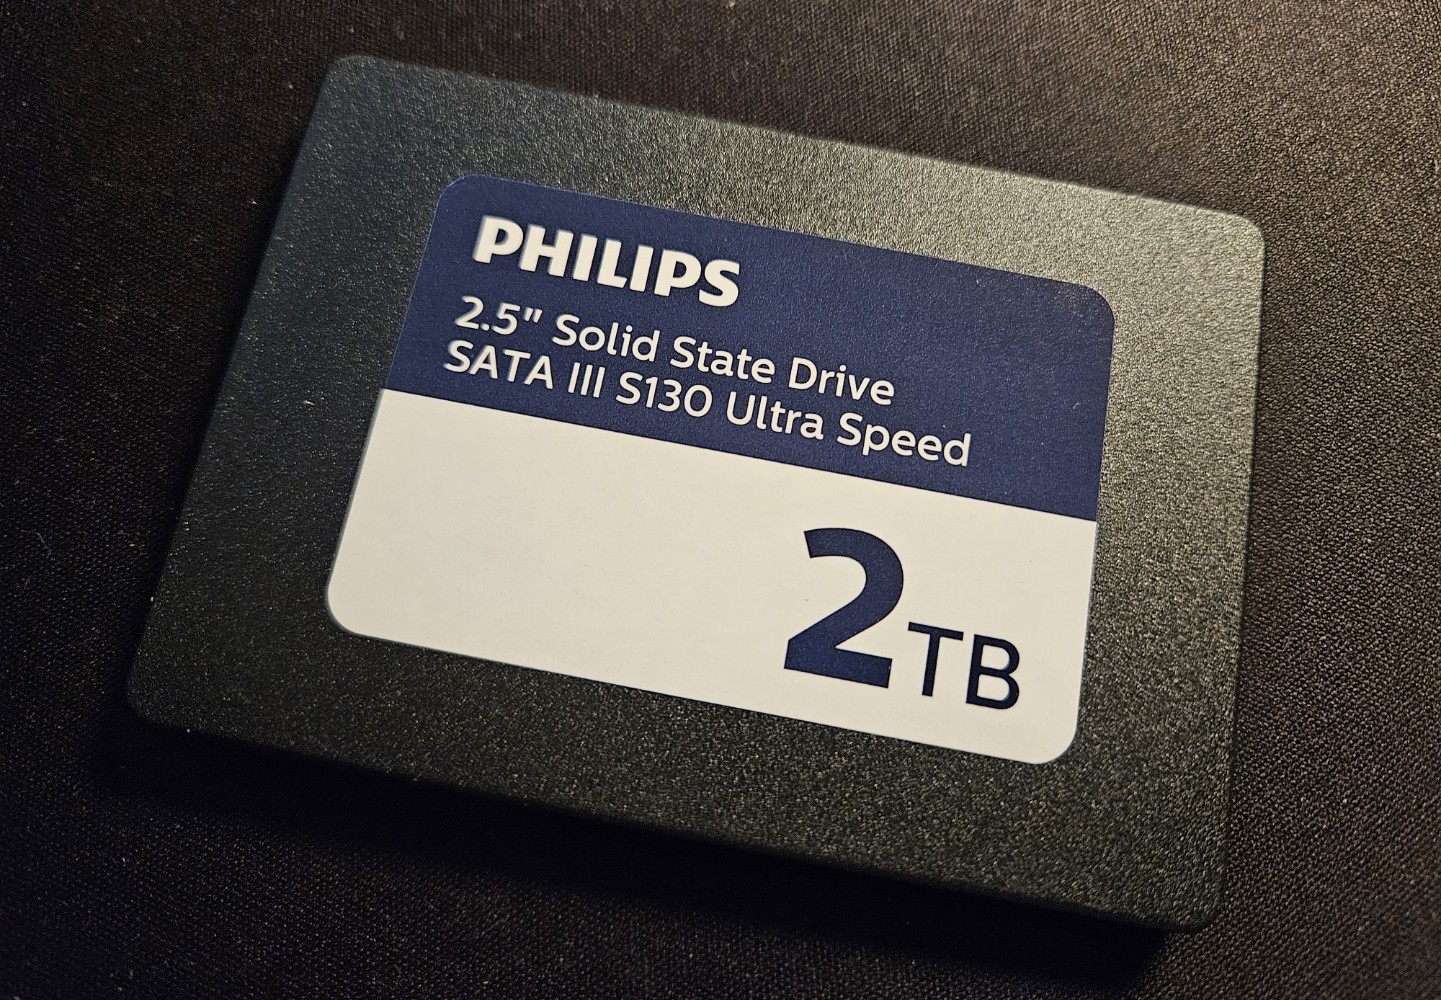 PHILIPS
2.5" Solid State Drive
SATA III S130 Ultra Speed
2TB